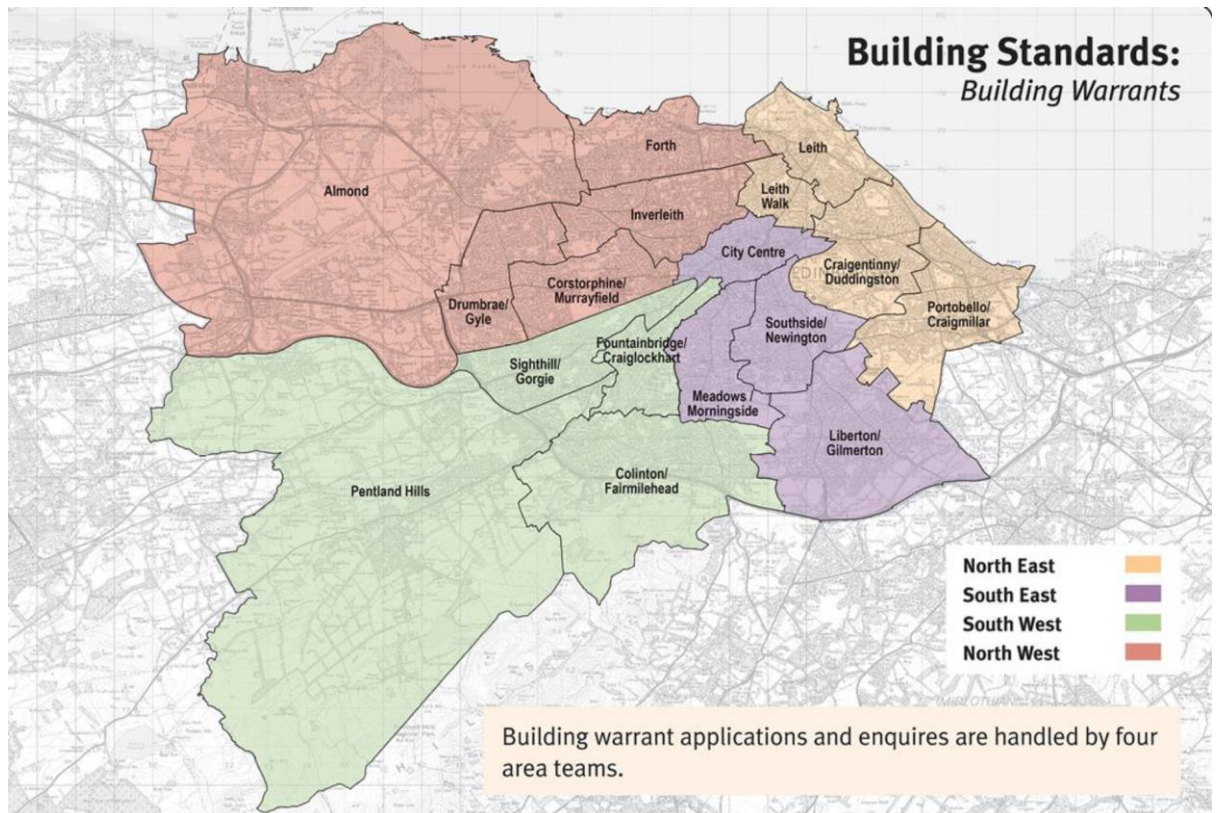 Building Standards:
Building Warrants
Forth
Leith
Almond
Leith
Walk
Inverleith
City Centre
Craigentinny/
Duddingston
Corstorphine/
Murrayfield
Drumbrae/
Gyle
Portobello/
Craigmillar
Southside/
Newington
Fountainbridge/
Craiglockhart
Sighthill/
Gorgie
Meadows /
Morningside
Liberton/
Gilmerton
Colinton/
Fairmilehead
Pentland Hills
North East
South East
South West
North West
Building warrant applications and enquires are handled by four
area teams.